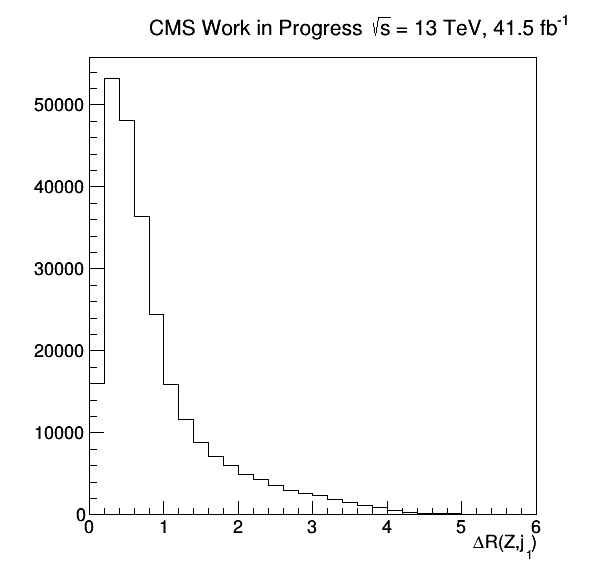 CMS Work in Progress √s = 13 TeV, 41.5 fb⁻¹
50000
40000
30000
20000
10000
0
0 1 2 3 4 5 6
ΔR(Z,j₁)